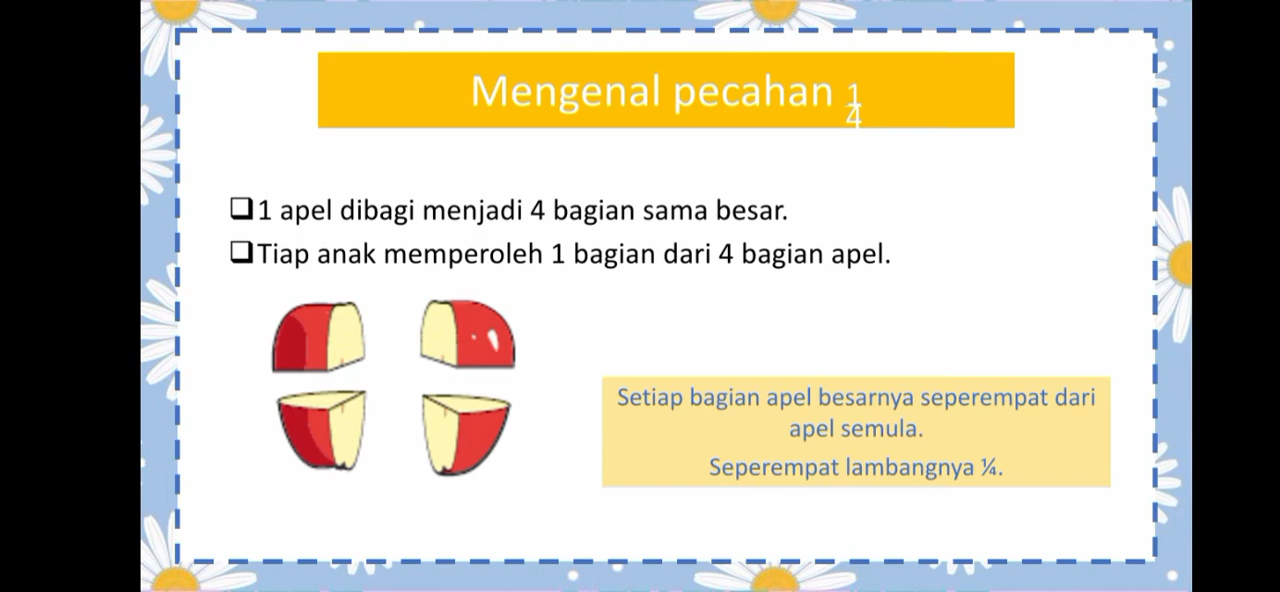 Mengenal pecahan 1/4
❑1 apel dibagi menjadi 4 bagian sama besar.
❑Tiap anak memperoleh 1 bagian dari 4 bagian apel.
Setiap bagian apel besarnya seperempat dari
apel semula.
Seperempat lambangnya ¼.